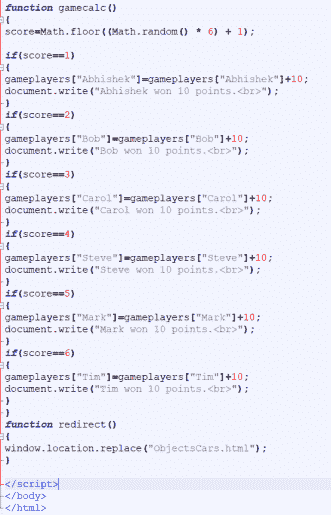 function gamecalc()
{
score=Math.floor((Math.random() * 6) + 1);
if(score==1)
{
gameplayers["Abhishek"]=gameplayers["Abhishek"]+10;
document.write("Abhishek won 10 points.<br>");
}
if(score==2)
{
gameplayers["Bob"]=gameplayers["Bob"]+10;
document.write("Bob won 10 points.<br>");
}
if(score==3)
{
gameplayers["Carol"]=gameplayers["Carol"]+10;
document.write("Carol won 10 points.<br>");
}
if(score==4)
{
gameplayers["Steve"]=gameplayers["Steve"]+10;
document.write("Steve won 10 points.<br>");
}
if(score==5)
{
gameplayers["Mark"]=gameplayers["Mark"]+10;
document.write("Mark won 10 points.<br>");
}
if(score==6)
{
gameplayers["Tim"]=gameplayers["Tim"]+10;
document.write("Tim won 10 points.<br>");
}
}
function redirect()
{
window.location.replace("ObjectsCars.html");
}
</script>
</body>
</html>